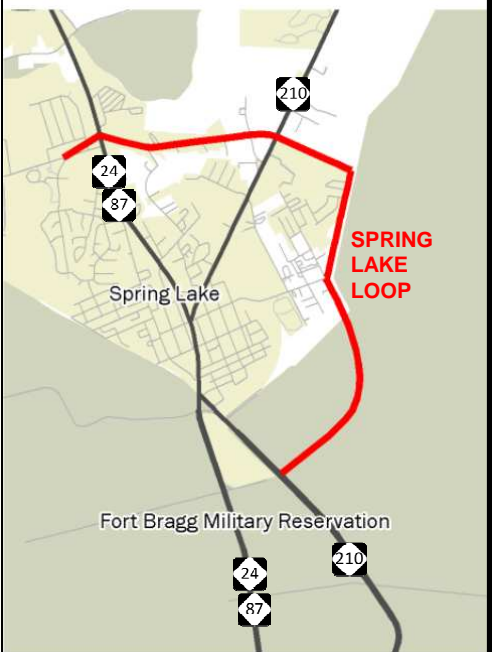 210
24
87
SPRING
LAKE
LOOP
Spring Lake
Fort Bragg Military Reservation
210
24
87